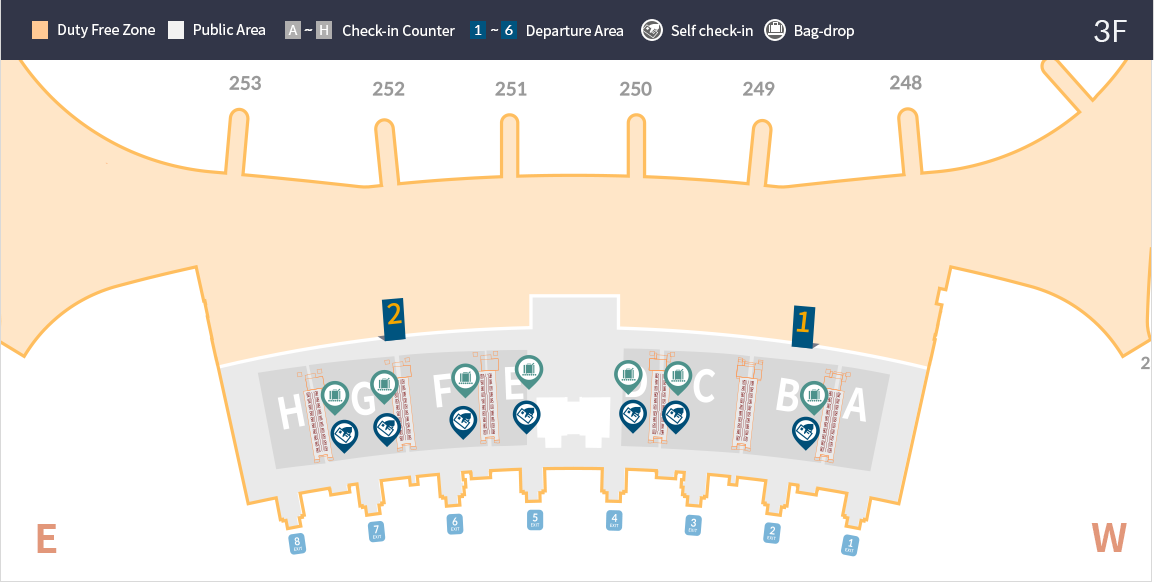 Duty Free Zone Public Area A ~ H Check-in Counter 1 ~ 6 Departure Area Self check-in Bag-drop 3F
253 252 251 250 249 248
2 1
2
H G F E D C B A
8 EXIT 7 EXIT 6 EXIT 5 EXIT 4 EXIT 3 EXIT 2 EXIT 1 EXIT
E W